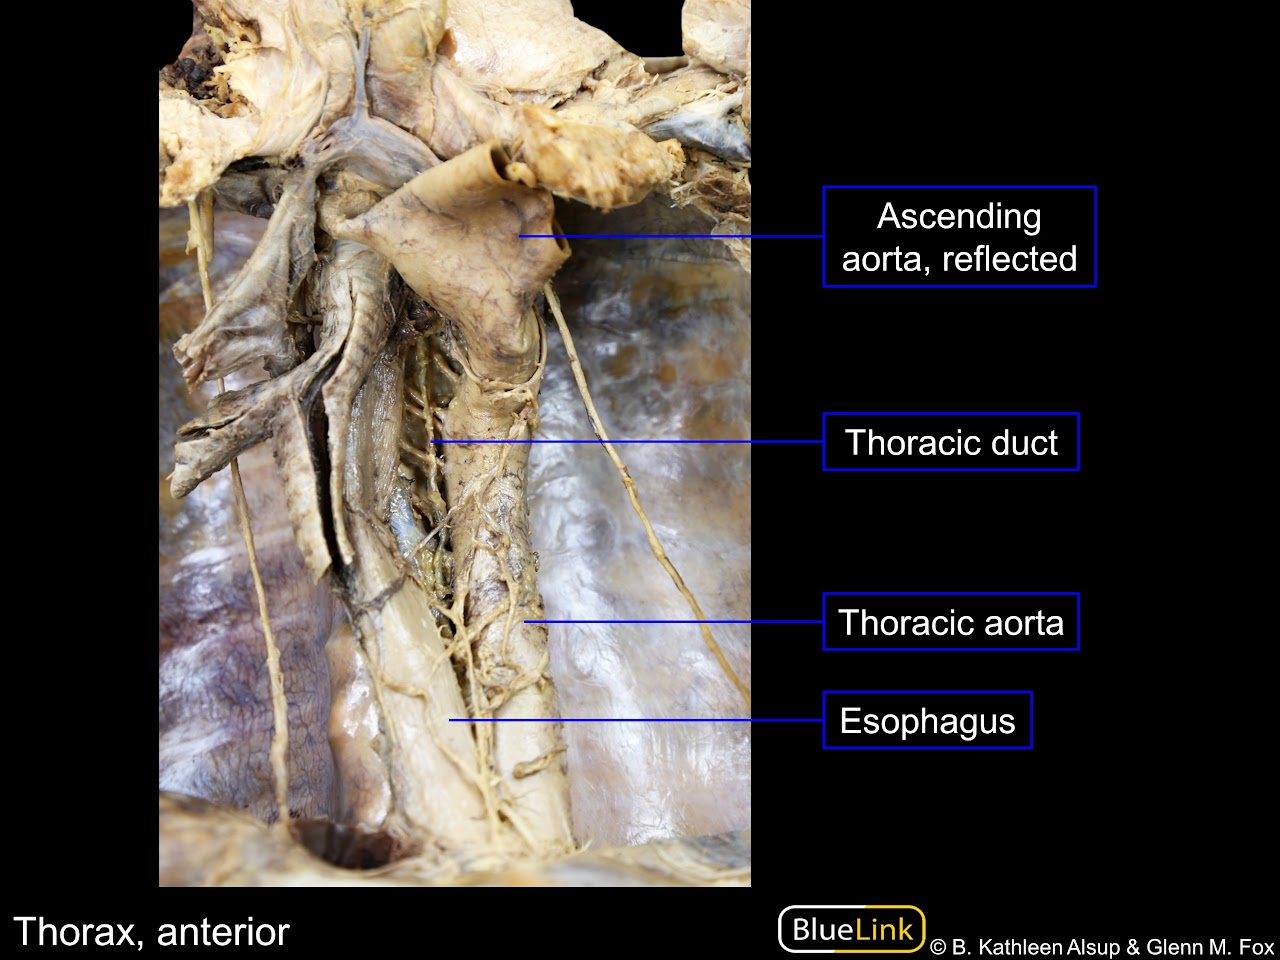 Ascending
aorta, reflected
Thoracic duct
Thoracic aorta
Esophagus
Thorax, anterior
BlueLink
© B. Kathleen Alsup & Glenn M. Fox